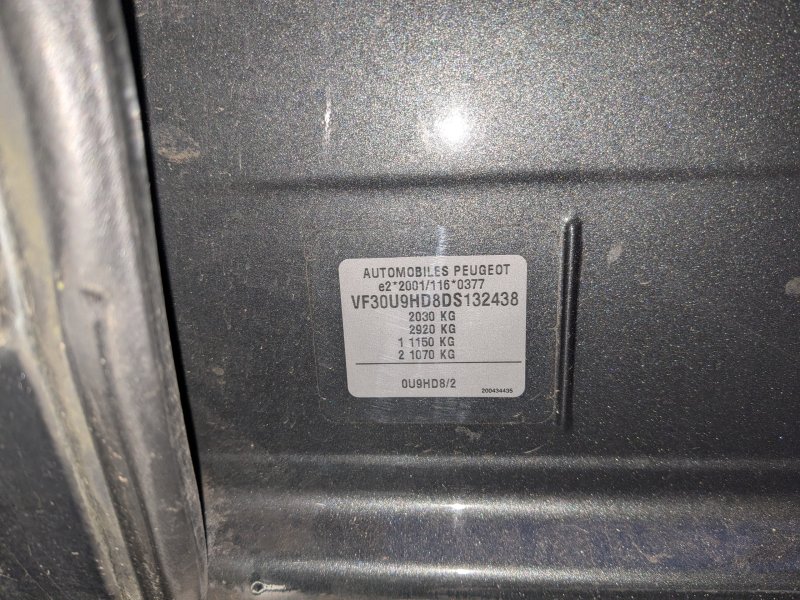 AUTOMOBILES PEUGEOT
e2*2001/116*0377
VF30U9HD8DS132438
2030 KG
2920 KG
1 1150 KG
2 1070 KG
0U9HD8/2
200434435